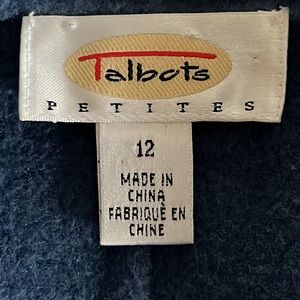 Talbots
PETITES
12
MADE IN
CHINA
FABRIQUÉ EN
CHINE